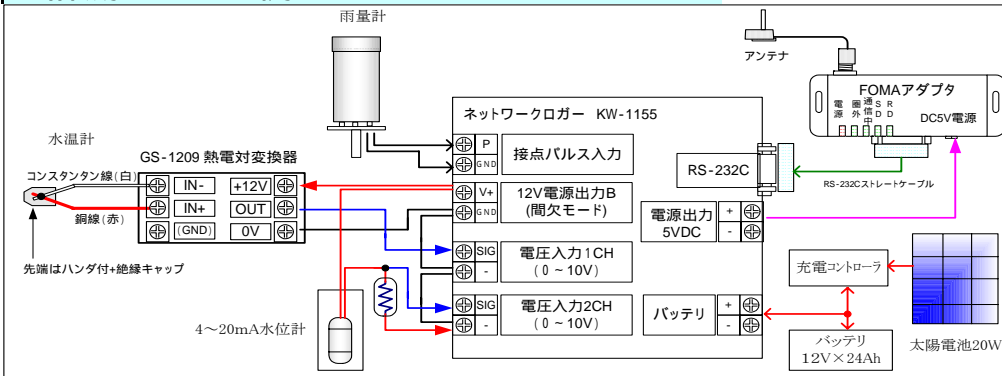 雨量計
アンテナ
FOMAアダプタ
電源
圏外
通信中
SD
RD
DC5V電源
ネットワークロガー KW-1155
水温計
GS-1209 熱電対変換器
コンスタンタン線(白)
IN-
+12V
IN+
OUT
(GND)
0V
銅線(赤)
先端はハンダ付+絶縁キャップ
P
GND
接点パルス入力
V+
GND
12V電源出力B
(間欠モード)
SIG
-
電圧入力1CH
(0~10V)
SIG
-
電圧入力2CH
(0~10V)
4~20mA水位計
RS-232C
RS-232Cストレートケーブル
電源出力
5VDC
+
-
バッテリ
+
-
充電コントローラ
バッテリ
12V×24Ah
太陽電池20W